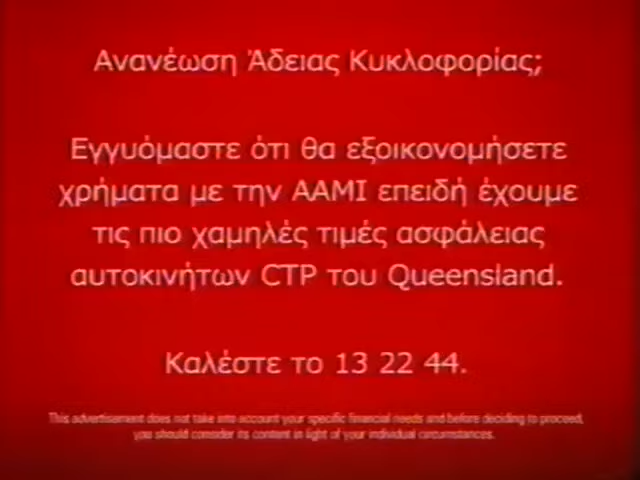 Ανανέωση Άδειας Κυκλοφορίας;
Εγγυόμαστε ότι θα εξοικονομήσετε
χρήματα με την ΑΑΜΙ επειδή έχουμε
τις πιο χαμηλές τιμές ασφάλειας
αυτοκινήτων CTP του Queensland.
Καλέστε το 13 22 44.
This advertisement does not take into account your specific financial needs and before deciding to proceed,
you should consider its content in light of your individual circumstances.